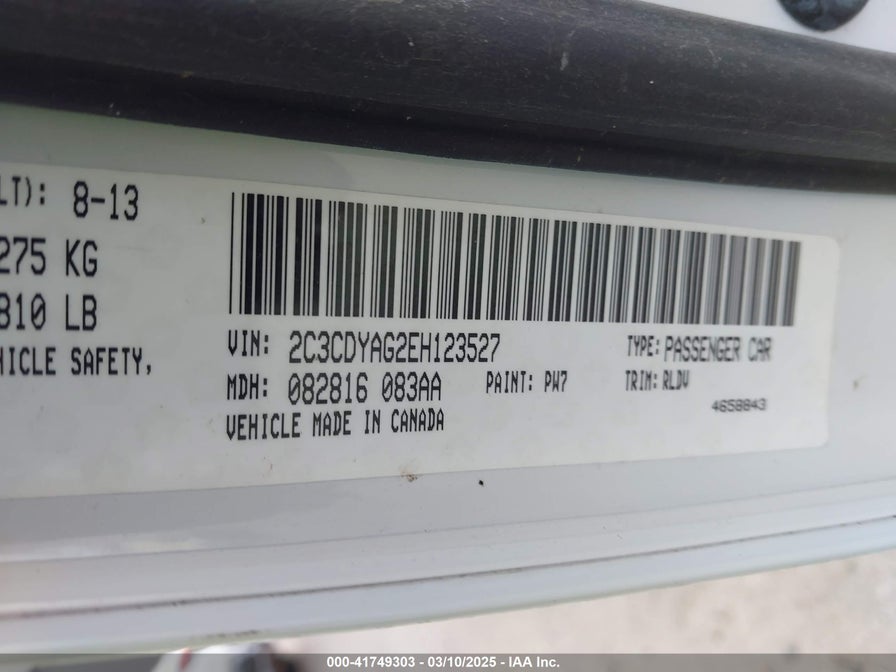 LT): 8-13
275 KG
810 LB
HICLE SAFETY,
VIN: 2C3CDYAG2EH123527
TYPE: PASSENGER CAR
MDH: 082816 083AA
PAINT: PW7
TRIM: RLDV
VEHICLE MADE IN CANADA
4658843
000-41749303 — 03/10/2025 — IAA Inc.